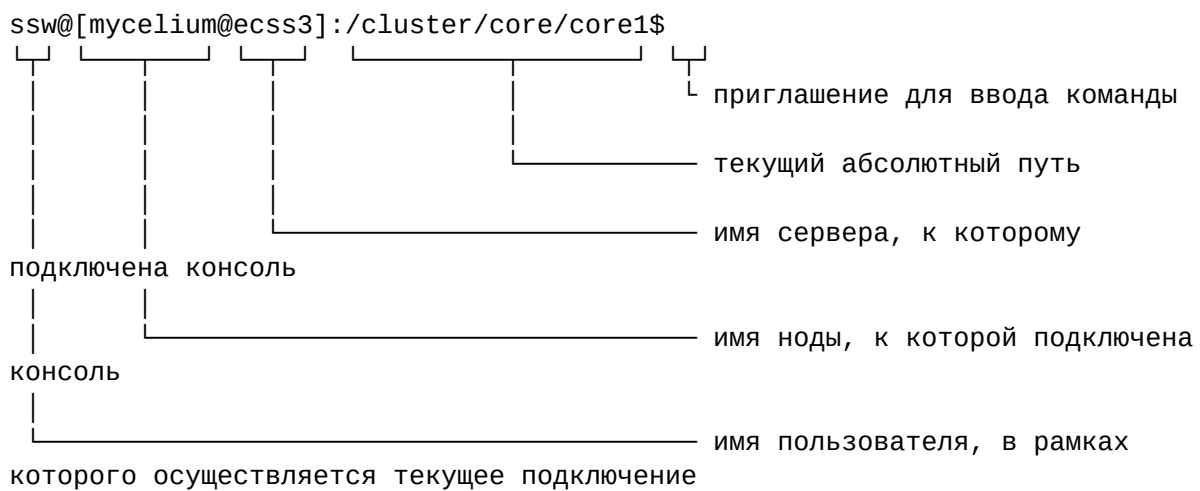 ssw@[mycelium@ecss3]:/cluster/core/core1$
приглашение для ввода команды
текущий абсолютный путь
имя сервера, к которому
подключена консоль
имя ноды, к которой подключена
консоль
имя пользователя, в рамках
которого осуществляется текущее подключение